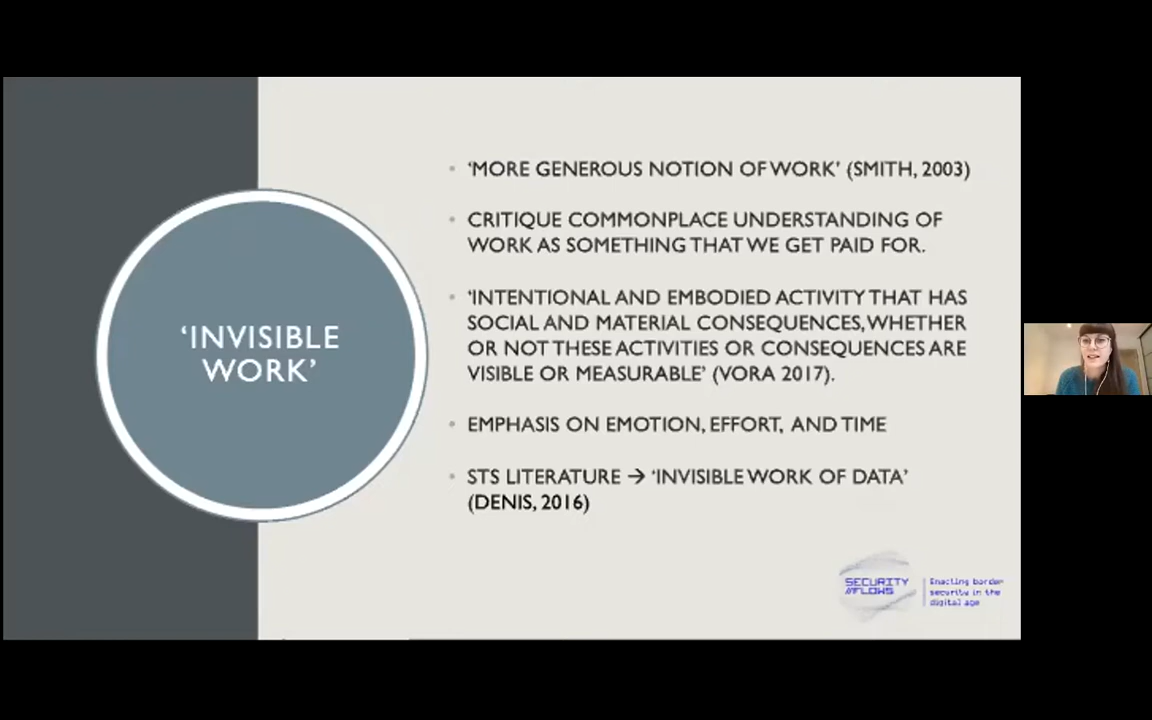 ‘INVISIBLE
WORK’
• ‘MORE GENEROUS NOTION OF WORK’ (SMITH, 2003)
• CRITIQUE COMMONPLACE UNDERSTANDING OF
WORK AS SOMETHING THAT WE GET PAID FOR.
• ‘INTENTIONAL AND EMBODIED ACTIVITY THAT HAS
SOCIAL AND MATERIAL CONSEQUENCES, WHETHER
OR NOT THESE ACTIVITIES OR CONSEQUENCES ARE
VISIBLE OR MEASURABLE’ (VORA 2017).
• EMPHASIS ON EMOTION, EFFORT, AND TIME
• STS LITERATURE → ‘INVISIBLE WORK OF DATA’
(DENIS, 2016)
SECURITY
//FLOWS
Enacting border
security in the
digital age